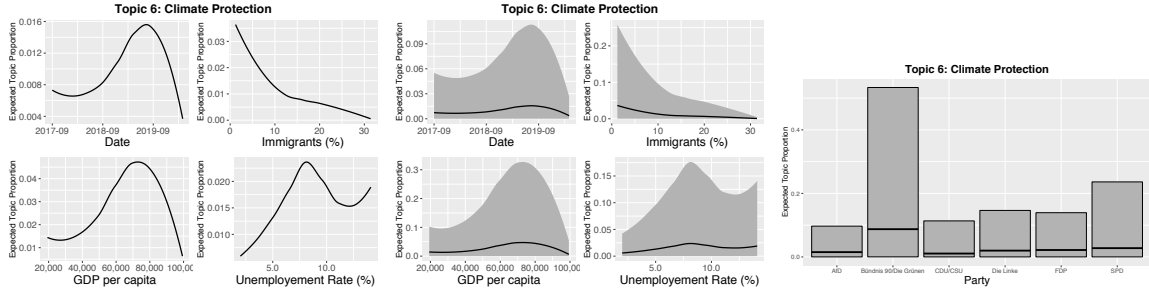 Topic 6: Climate Protection
Expected Topic Proportion
0.016
0.012
0.008
0.004
2017-09 2018-09 2019-09
Date
Expected Topic Proportion
0.03
0.02
0.01
0.00
0 10 20 30
Immigrants (%)
Expected Topic Proportion
0.04
0.03
0.02
0.01
20,000 40,000 60,000 80,000 100,00
GDP per capita
Expected Topic Proportion
0.020
0.015
0.010
5.0 10.0
Unemployment Rate (%)
Topic 6: Climate Protection
Expected Topic Proportion
0.09
0.06
0.03
0.00
2017-09 2018-09 2019-09
Date
Expected Topic Proportion
0.2
0.1
0.0
0 10 20 30
Immigrants (%)
Expected Topic Proportion
0.3
0.2
0.1
0.0
20,000 40,000 60,000 80,000 100,00
GDP per capita
Expected Topic Proportion
0.15
0.10
0.05
0.00
5.0 10.0
Unemployment Rate (%)
Topic 6: Climate Protection
Expected Topic Proportion
0.4
0.2
0.0
AfD Bündnis 90/Die Grünen CDU/CSU Die Linke FDP SPD
Party